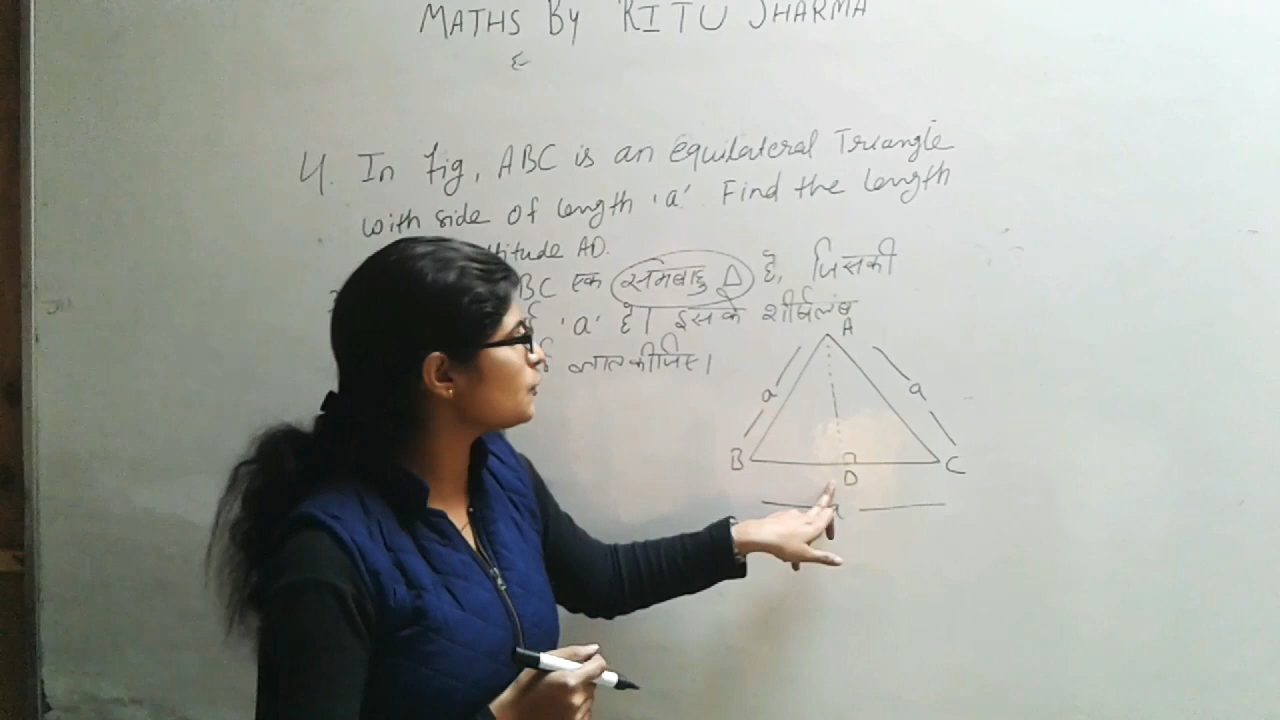 MATHS By RITU SHARMA
4. In fig, ABC is an equilateral Triangle
with side of length 'a' Find the length
AD.
BC एक समबाहु Δ है, जिसकी
'a' है। इसके शीर्षलंब
ज्ञात कीजिए।
A
a a
B C
D
a